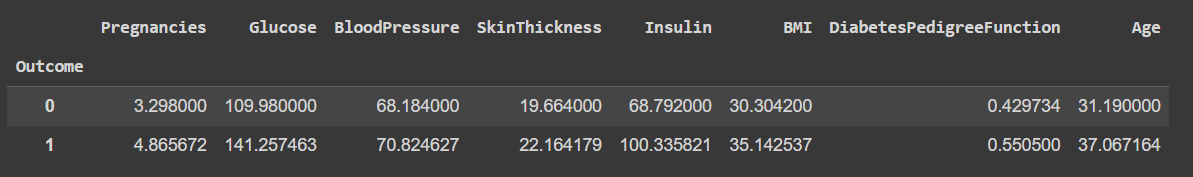 Pregnancies Glucose BloodPressure SkinThickness Insulin BMI DiabetesPedigreeFunction Age
Outcome
0 3.298000 109.980000 68.184000 19.664000 68.792000 30.304200 0.429734 31.190000
1 4.865672 141.257463 70.824627 22.164179 100.335821 35.142537 0.550500 37.067164